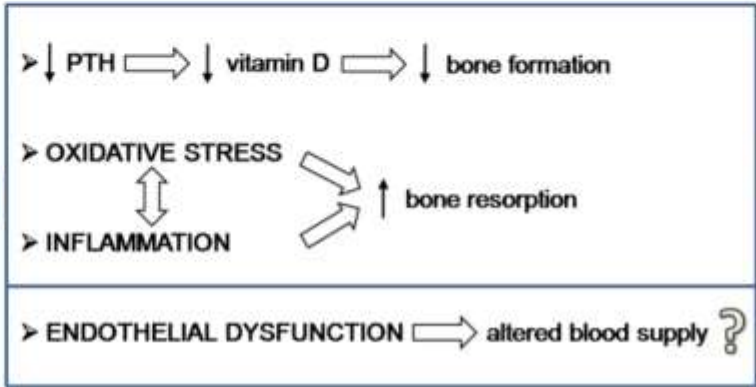 ➢ ↓ PTH ⇨ ↓ vitamin D ⇨ ↓ bone formation
➢ OXIDATIVE STRESS
↑ bone resorption
➢ INFLAMMATION
➢ ENDOTHELIAL DYSFUNCTION ⇨ altered blood supply ?